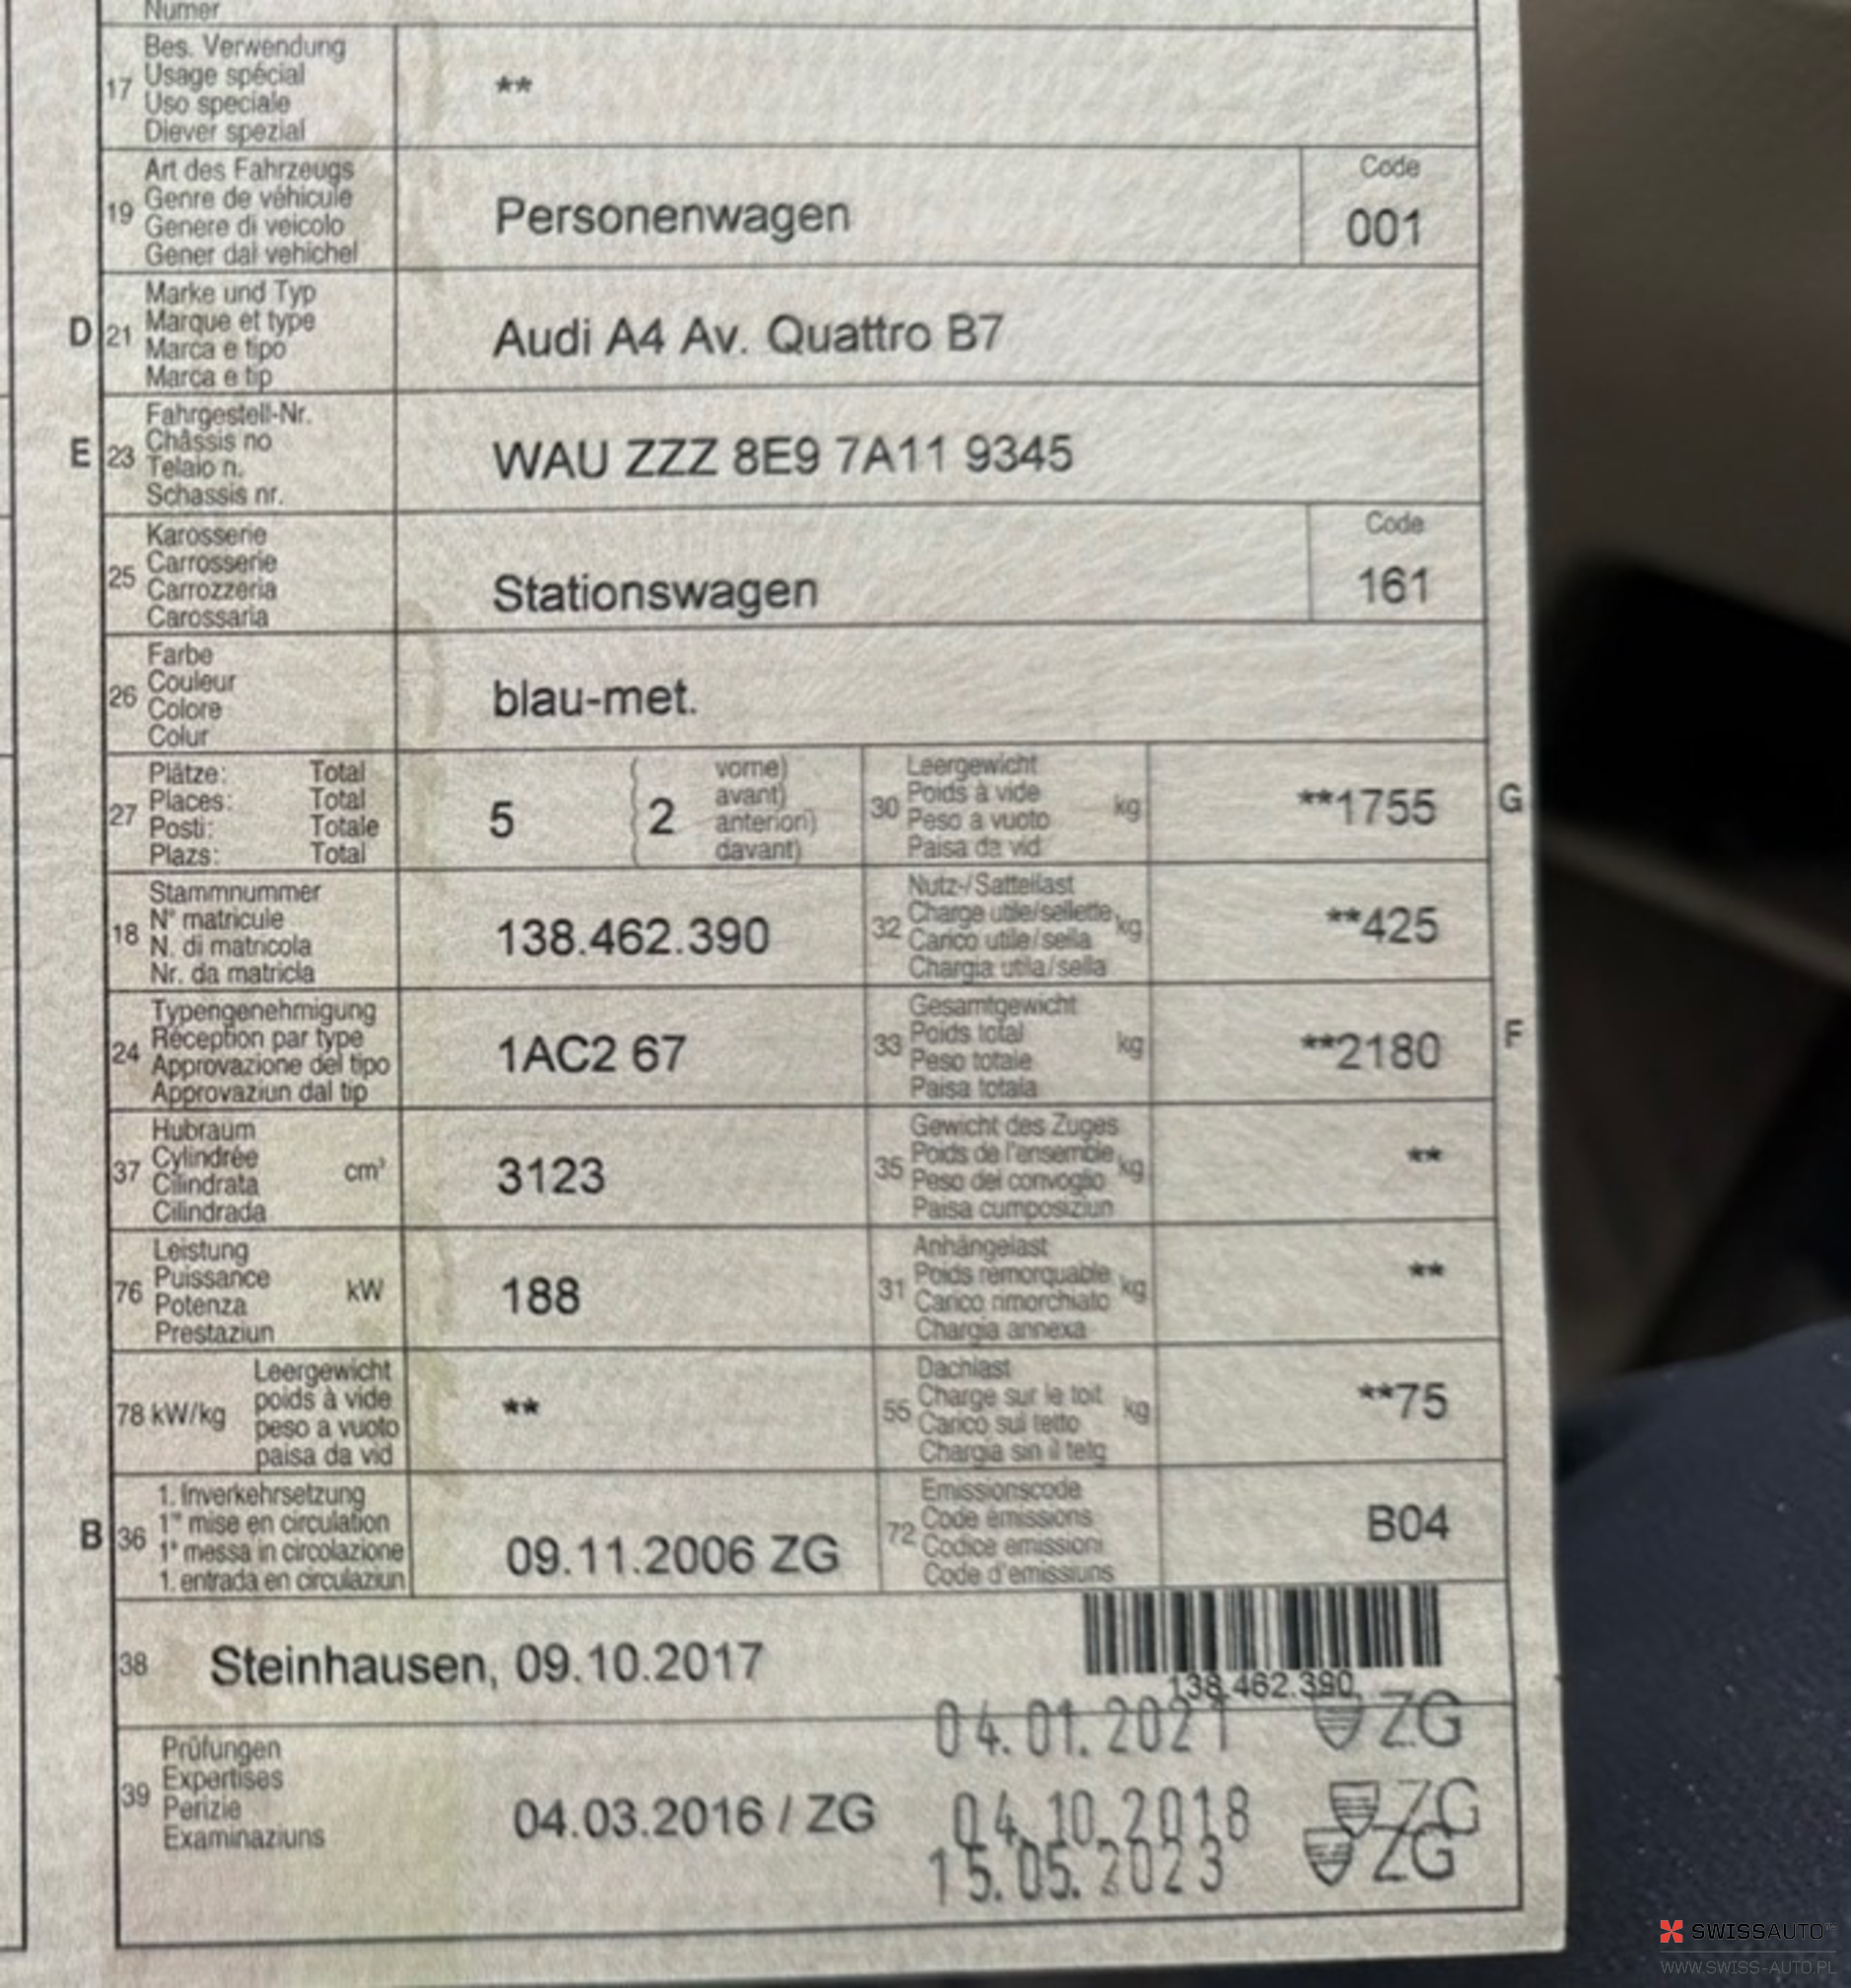 Numer
17 Bes. Verwendung
Usage spécial
Uso speciale
Diever spezial
**
19 Art des Fahrzeugs
Genre de véhicule
Genere di veicolo
Gener dal vehichel
Personenwagen
Code
001
D 21 Marke und Typ
Marque et type
Marca e tipo
Marca e tip
Audi A4 Av. Quattro B7
E 23 Fahrgestell-Nr.
Châssis no
Telaio n.
Schassis nr.
WAU ZZZ 8E9 7A11 9345
25 Karosserie
Carrosserie
Carrozzeria
Carossaria
Stationswagen
Code
161
26 Farbe
Couleur
Colore
Colur
blau-met.
27 Plätze: Total
Places: Total
Posti: Totale
Plazs: Total
5 ( 2 vorne)
avant)
anteriori)
davant)
30 Leergewicht
Poids à vide
Peso a vuoto
Paisa da vid
kg
**1755 G
18 Stammnummer
N° matricule
N. di matricola
Nr. da matricla
138.462.390
32 Nutz-/Sattellast
Charge utile/sellette
Carico utile/sella
Chargia utila/sella
kg
**425
24 Typengenehmigung
Réception par type
Approvazione del tipo
Approvaziun dal tip
1AC2 67
33 Gesamtgewicht
Poids total
Peso totale
Paisa totala
kg
**2180 F
37 Hubraum
Cylindrée
Cilindrata
Cilindrada
cm³
3123
35 Gewicht des Zuges
Poids de l'ensemble
Peso del convoglio
Paisa cumposiziun
kg
**
76 Leistung
Puissance
Potenza
Prestaziun
kW
188
31 Anhängelast
Poids remorquable
Carico rimorchiato
Chargia annexa
kg
**
78 kW/kg Leergewicht
poids à vide
peso a vuoto
paisa da vid
**
55 Dachlast
Charge sur le toit
Carico sul tetto
Chargia sin il tetg
kg
**75
B 36 1. Inverkehrsetzung
1re mise en circulation
1a messa in circolazione
1. entrada en circulaziun
09.11.2006 ZG
72 Emissionscode
Code émissions
Codice emissioni
Code d'emissiuns
B04
38 Steinhausen, 09.10.2017
138.462.390
39 Prüfungen
Expertises
Perizie
Examinaziuns
04.01.2021 ZG
04.03.2016 / ZG
04.10.2018 ZG
15.05.2023 ZG
SWISSAUTO
WWW.SWISS-AUTO.PL